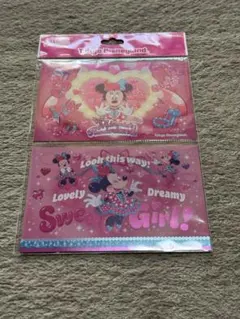 Tokyo Disneyland
Tokyo Disneyland
Look this way!
Lovely
Dreamy
Sweet
Girl!